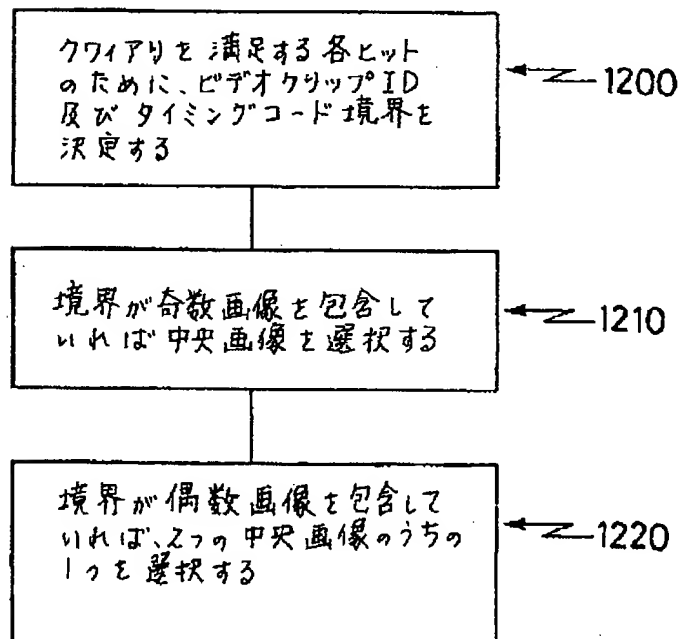 クワィアリを満足する各ヒット
のために、ビデオクリップID
及びタイミングコード境界を
決定する
1200
境界が奇数画像を包含して
いれば中央画像を選択する
1210
境界が偶数画像を包含して
いれば、2つの中央画像のうちの
1つを選択する
1220